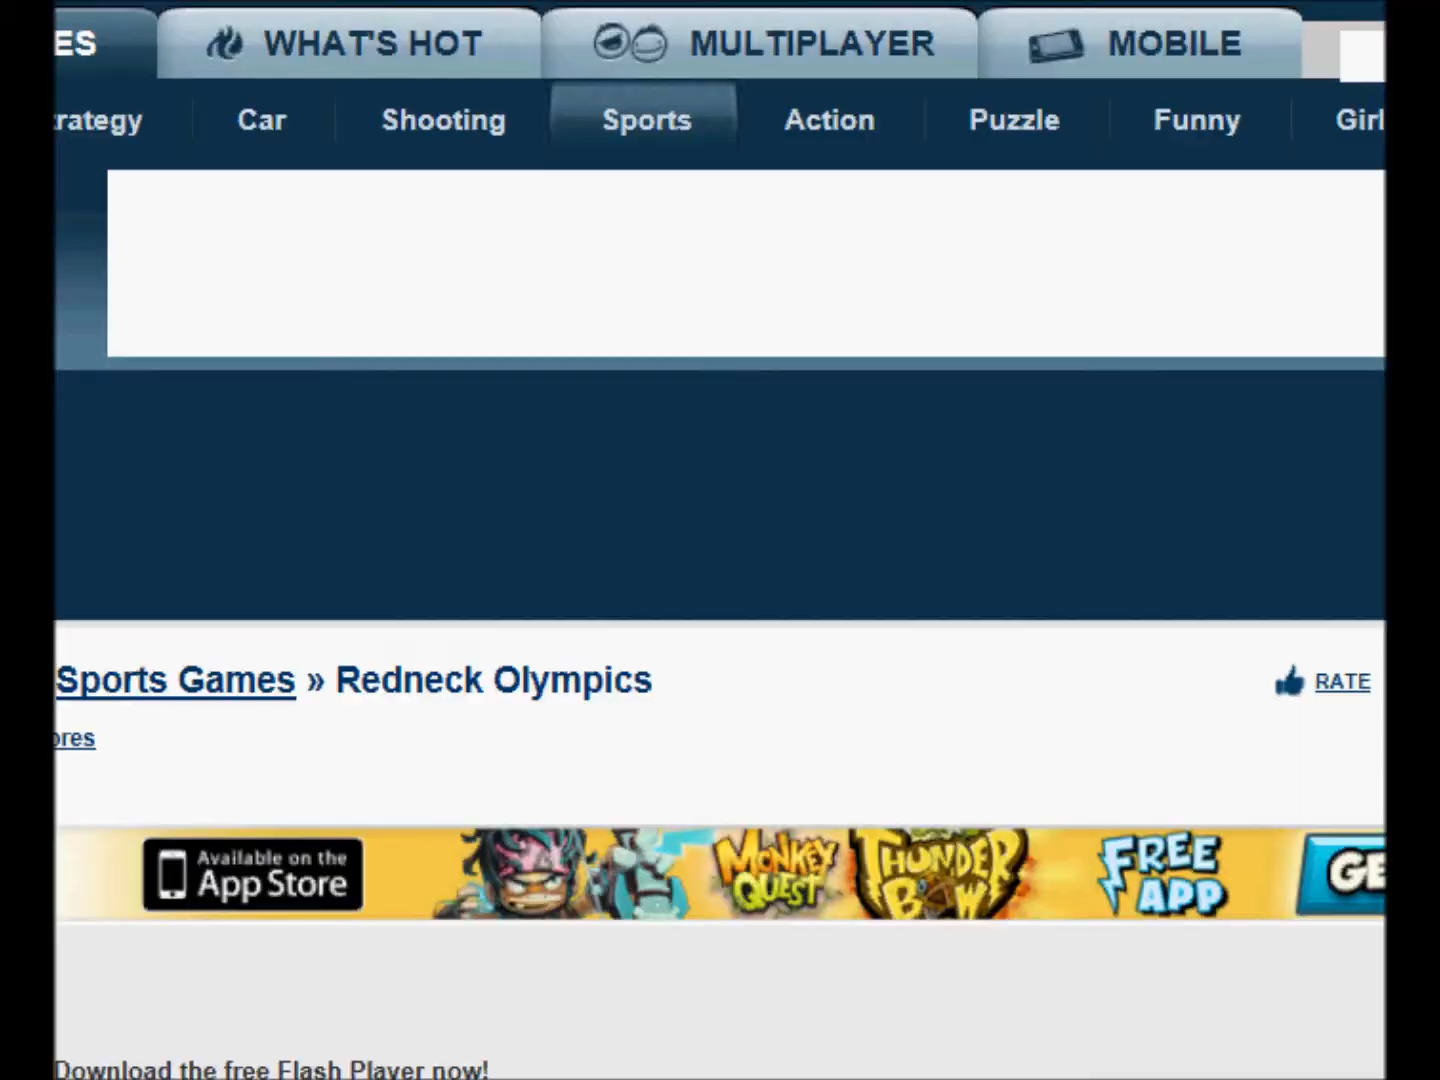 ES WHAT'S HOT MULTIPLAYER MOBILE
rategy Car Shooting Sports Action Puzzle Funny Girl
Sports Games » Redneck Olympics
RATE
ores
Available on the
App Store
MONKEY
QUEST
THUNDER
BOW
FREE
APP
GE
Download the free Flash Player now!